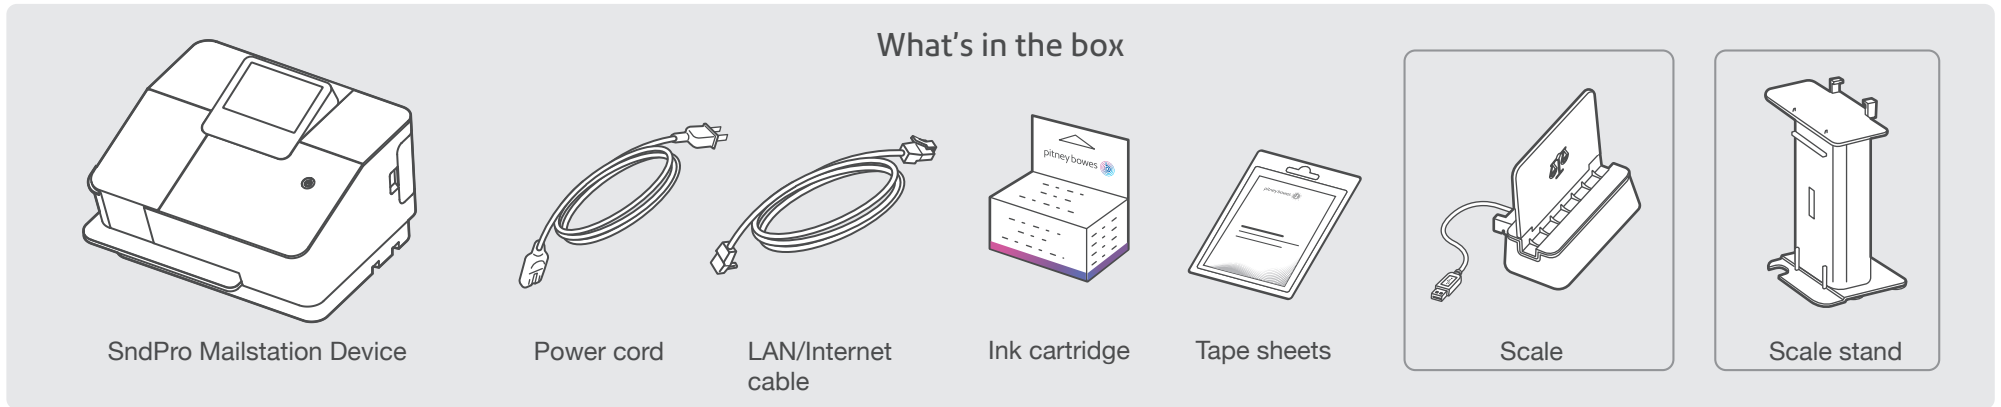 What's in the box
pitney bowes
pitney bowes
SndPro Mailstation Device
Power cord
LAN/Internet
cable
Ink cartridge
Tape sheets
Scale
Scale stand